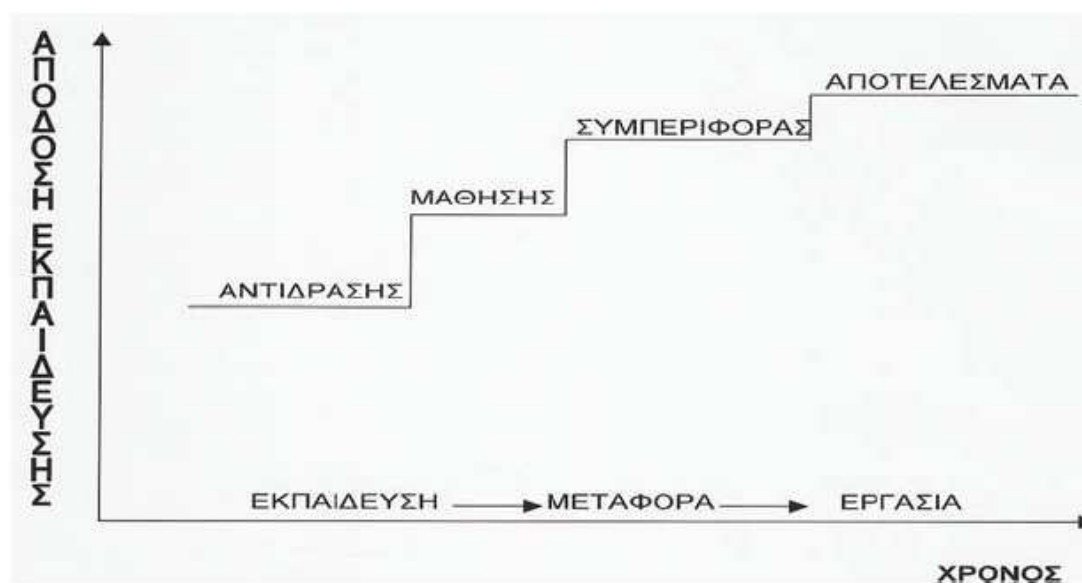 ΑΠΟΔΟΣΗ ΕΚΠΑΙΔΕΥΣΗΣ
ΑΠΟΤΕΛΕΣΜΑΤΑ
ΣΥΜΠΕΡΙΦΟΡΑΣ
ΜΑΘΗΣΗΣ
ΑΝΤΙΔΡΑΣΗΣ
ΕΚΠΑΙΔΕΥΣΗ ΜΕΤΑΦΟΡΑ ΕΡΓΑΣΙΑ
ΧΡΟΝΟΣ